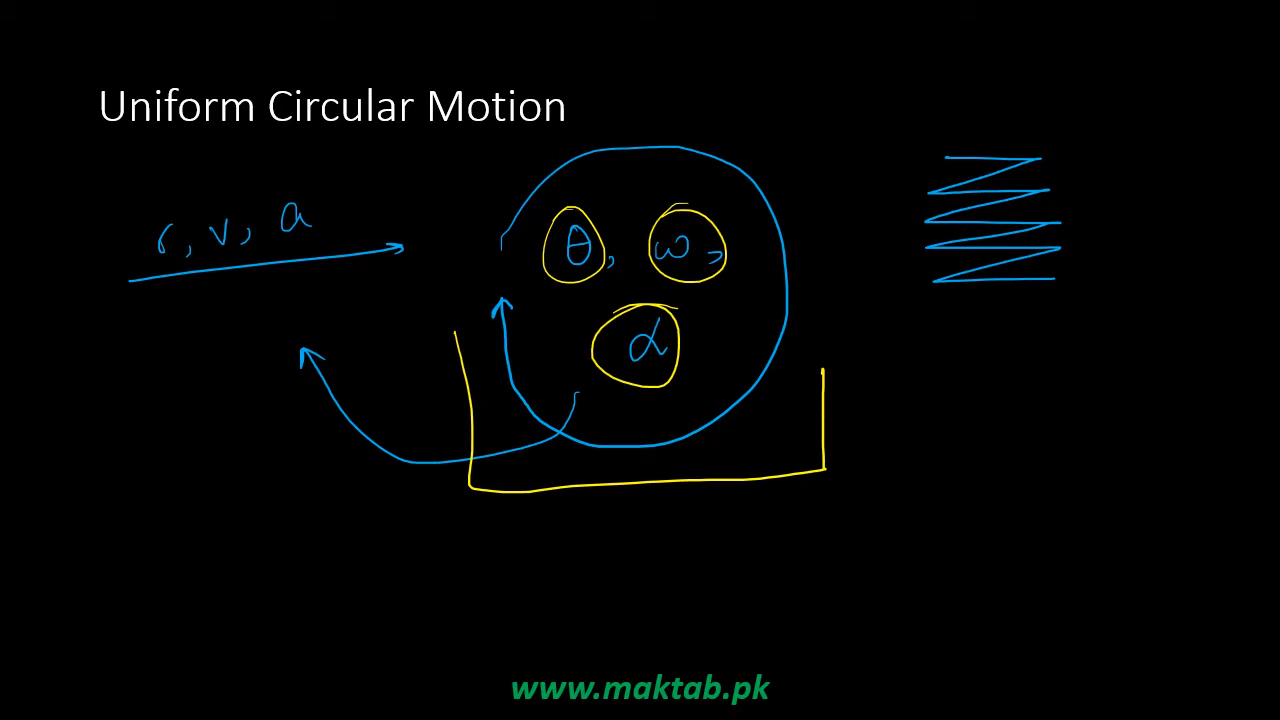 Uniform Circular Motion
r, v, a
θ, ω,
α
www.maktab.pk